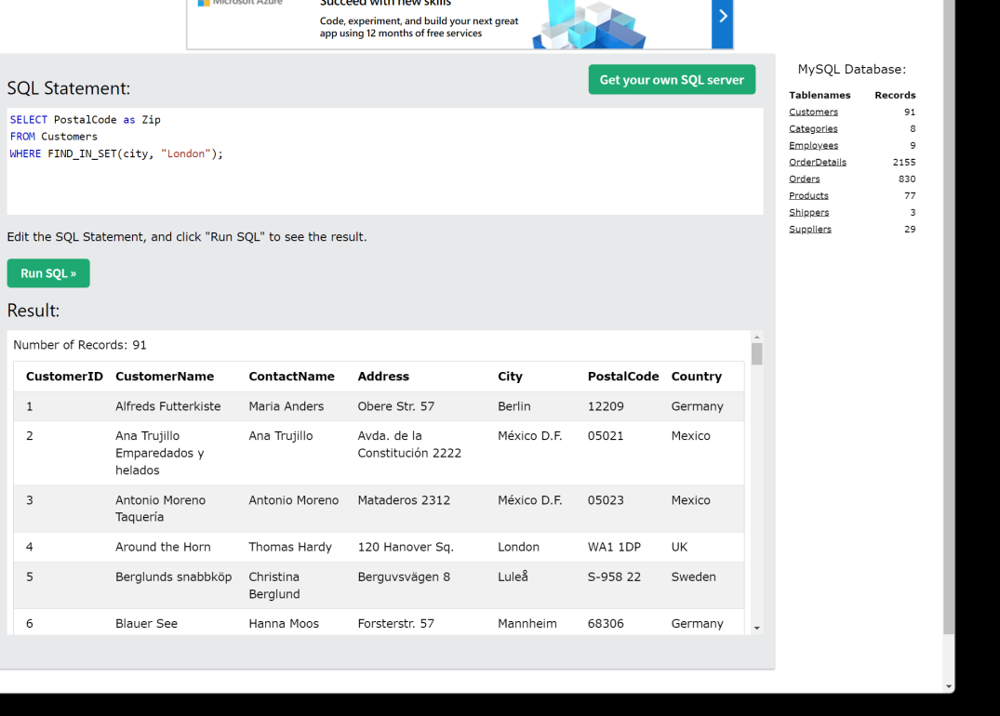 Microsoft Azure
Succeed with new skills
Code, experiment, and build your next great
app using 12 months of free services
SQL Statement:
Get your own SQL server
SELECT PostalCode as Zip
FROM Customers
WHERE FIND_IN_SET(city, "London");
Edit the SQL Statement, and click "Run SQL" to see the result.
Run SQL »
Result:
Number of Records: 91
CustomerID CustomerName ContactName Address City PostalCode Country
1 Alfreds Futterkiste Maria Anders Obere Str. 57 Berlin 12209 Germany
2 Ana Trujillo Ana Trujillo Avda. de la México D.F. 05021 Mexico
Emparedados y Constitución 2222
helados
3 Antonio Moreno Antonio Moreno Mataderos 2312 México D.F. 05023 Mexico
Taquería
4 Around the Horn Thomas Hardy 120 Hanover Sq. London WA1 1DP UK
5 Berglunds snabbköp Christina Berguvsvägen 8 Luleå S-958 22 Sweden
Berglund
6 Blauer See Hanna Moos Forsterstr. 57 Mannheim 68306 Germany
MySQL Database:
Tablenames Records
Customers 91
Categories 8
Employees 9
OrderDetails 2155
Orders 830
Products 77
Shippers 3
Suppliers 29